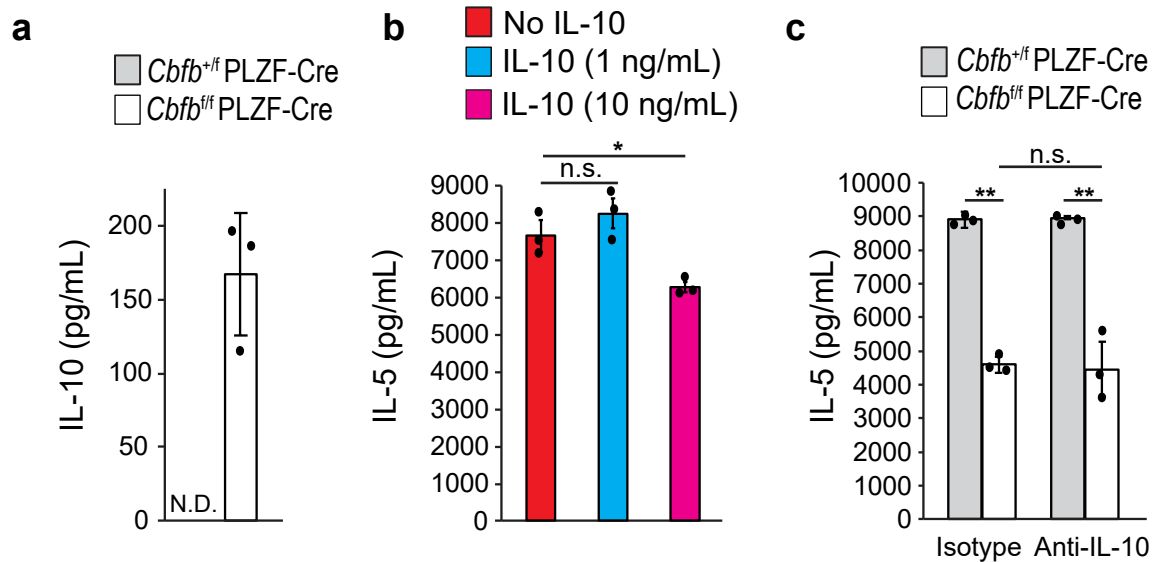 a
Cbfb+/f PLZF-Cre
Cbfbf/f PLZF-Cre
IL-10 (pg/mL)
200
150
100
50
0
N.D.
b
No IL-10
IL-10 (1 ng/mL)
IL-10 (10 ng/mL)
*
n.s.
IL-5 (pg/mL)
9000
8000
7000
6000
5000
4000
3000
2000
1000
0
c
Cbfb+/f PLZF-Cre
Cbfbf/f PLZF-Cre
n.s.
**
**
IL-5 (pg/mL)
10000
9000
8000
7000
6000
5000
4000
3000
2000
1000
0
Isotype
Anti-IL-10